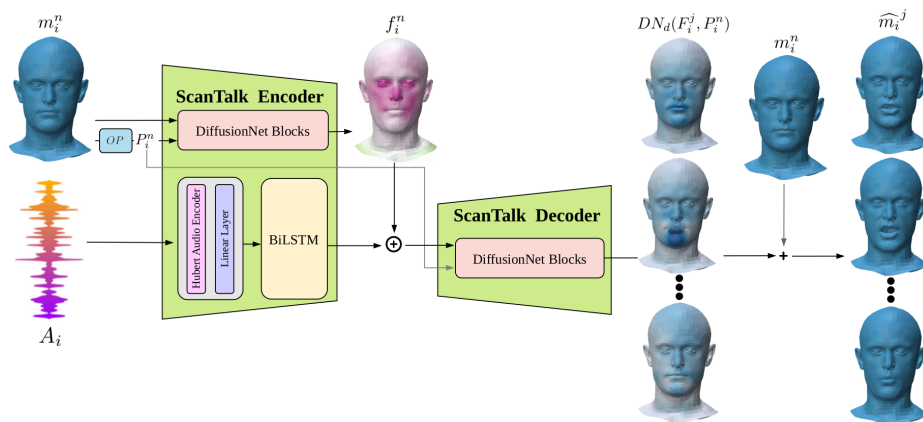 $m_i^n$
$f_i^n$
$DN_d(F_i^j, P_i^n)$
$m_i^n$
$\widehat{m_i}^j$
ScanTalk Encoder
DiffusionNet Blocks
OP
$P_i^n$
Hubert Audio Encoder
Linear Layer
BiLSTM
+
ScanTalk Decoder
DiffusionNet Blocks
+
$A_i$